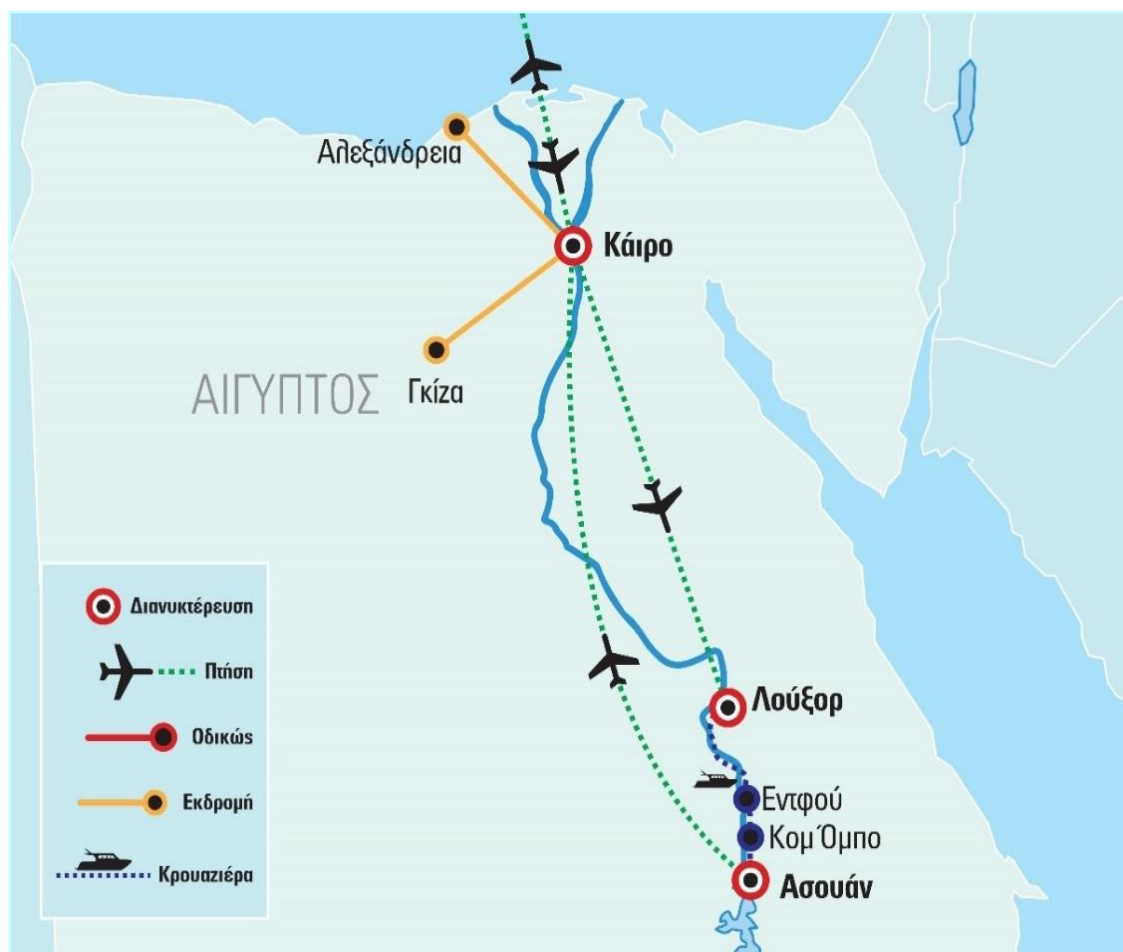 Αλεξάνδρεια
Κάιρο
Γκίζα
ΑΙΓΥΠΤΟΣ
Διανυκτέρευση
Πτήση
Οδικώς
Εκδρομή
Κρουαζιέρα
Λούξορ
Εντφού
Κομ Όμπο
Ασουάν